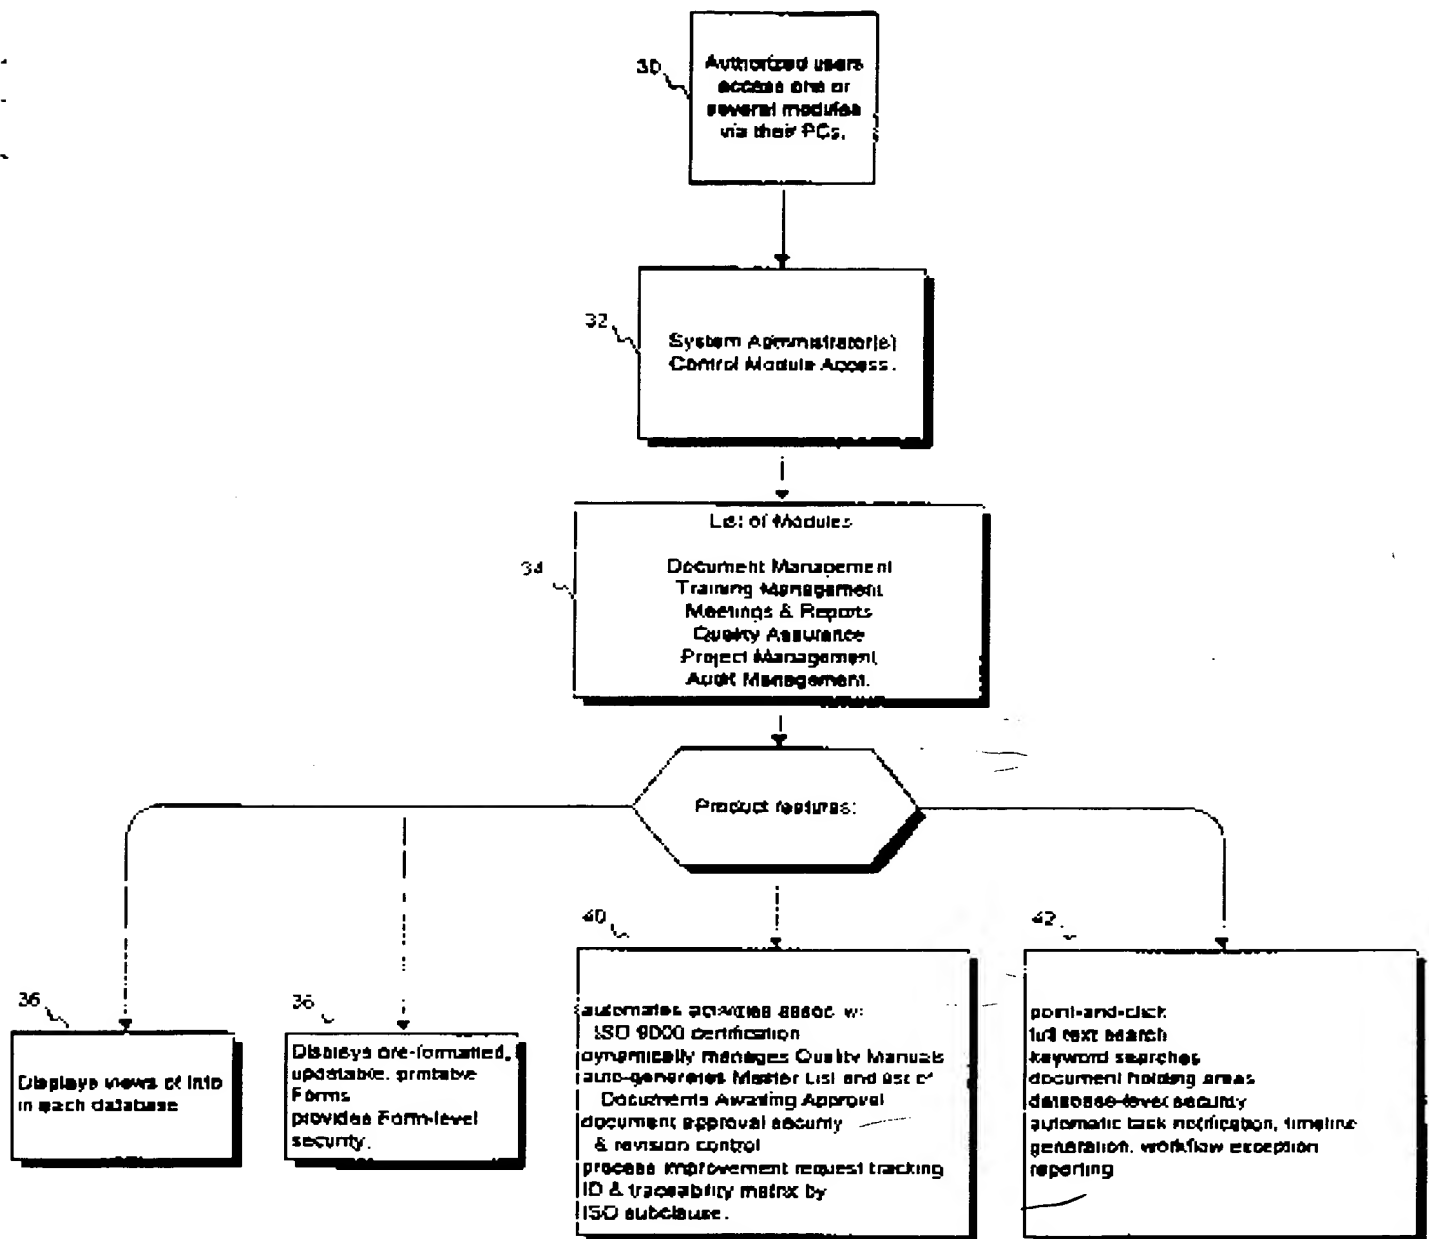 30
Authorized users
access one or
several modules
via their PCs.
32
System Administrator(s)
Control Module Access.
34
List of Modules
Document Management
Training Management
Meetings & Reports
Quality Assurance
Project Management
Audit Management.
Product features:
36
Displays views of info
in each database
36
Displays pre-formatted,
updatable, printable
Forms
provides Form-level
security.
40
automates activities assoc w/
ISO 9000 certification
dynamically manages Quality Manuals
auto-generates Master List and list of
Documents Awaiting Approval
document approval security
& revision control
process improvement request tracking
ID & traceability matrix by
ISO subclause.
42
point-and-click
full text search
keyword searches
document holding areas
database-level security
automatic task notification, timeline
generation, workflow exception
reporting